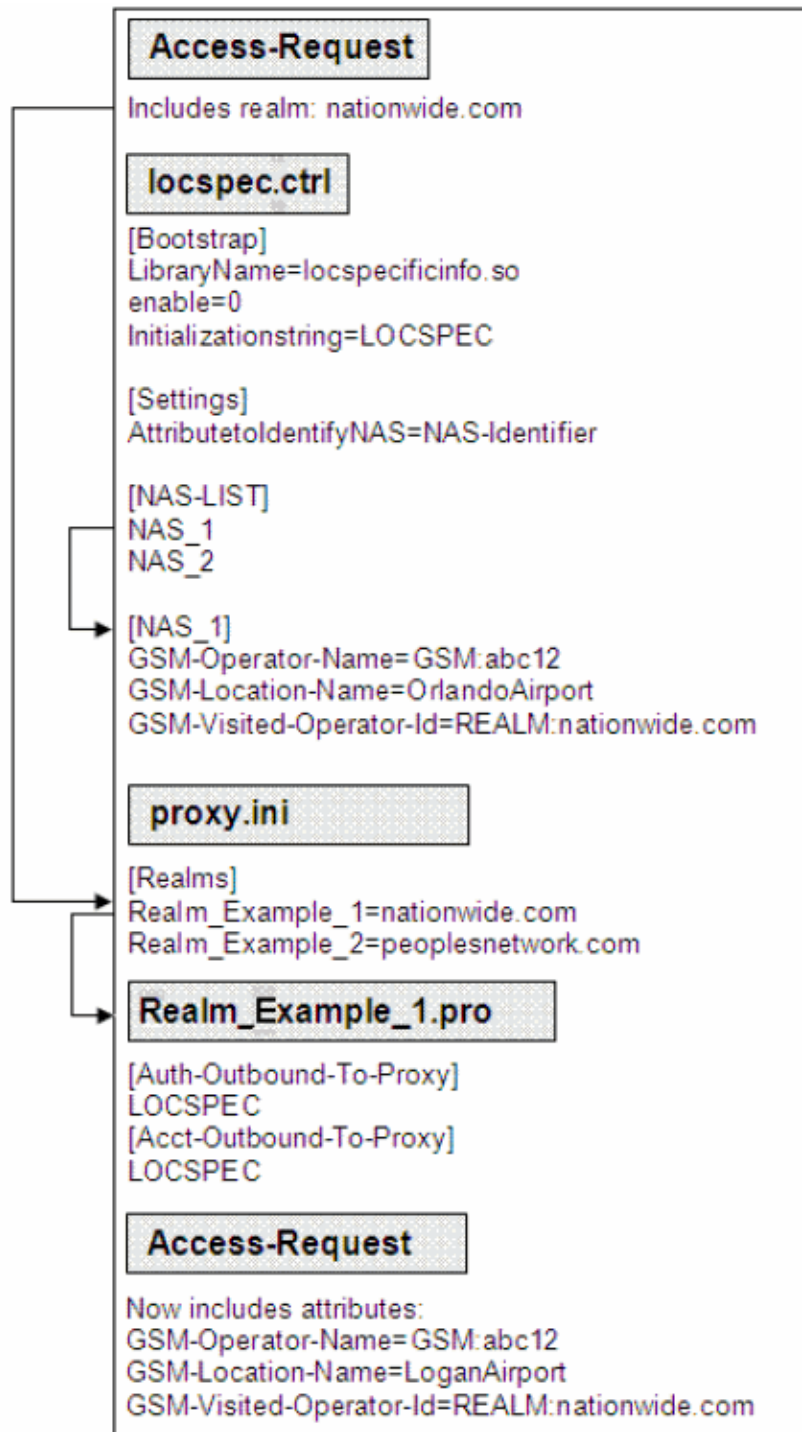 Access-Request
Includes realm: nationwide.com
locspec.ctrl
[Bootstrap]
LibraryName=locspecificinfo.so
enable=0
Initializationstring=LOCSPEC
[Settings]
AttributetoIdentifyNAS=NAS-Identifier
[NAS-LIST]
NAS_1
NAS_2
[NAS_1]
GSM-Operator-Name=GSM:abc12
GSM-Location-Name=OrlandoAirport
GSM-Visited-Operator-Id=REALM:nationwide.com
proxy.ini
[Realms]
Realm_Example_1=nationwide.com
Realm_Example_2=peoplesnetwork.com
Realm_Example_1.pro
[Auth-Outbound-To-Proxy]
LOCSPEC
[Acct-Outbound-To-Proxy]
LOCSPEC
Access-Request
Now includes attributes:
GSM-Operator-Name=GSM:abc12
GSM-Location-Name=LoganAirport
GSM-Visited-Operator-Id=REALM:nationwide.com